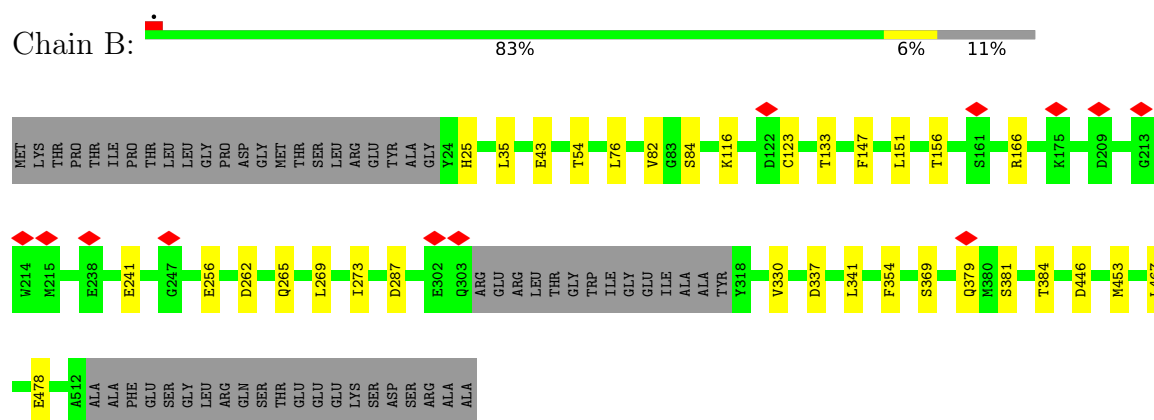 Chain B:
83% 6% 11%
MET LYS THR PRO THR ILE PRO THR LEU LEU GLY PRO ASP GLY MET THR SER LEU ARG GLU TYR ALA GLY Y24 H25 L35 E43 T54 L76 V82 G83 S84 K116 D122 C123 T133 F147 L151 T156 S161 R166 K175 D209 G213
W214 M215 E238 E241 G247 E256 D262 Q265 L269 I273 D287 E302 Q303 ARG GLU ARG LEU THR GLY TRP ILE GLY GLU ILE ALA ALA TYR Y318 V330 D337 L341 F354 S369 Q379 M380 S381 T384 D446 M453 L467
E478 A512 ALA ALA PHE GLU SER GLY LEU ARG GLN SER THR GLU GLU GLU LYS SER ASP SER ARG ALA ALA